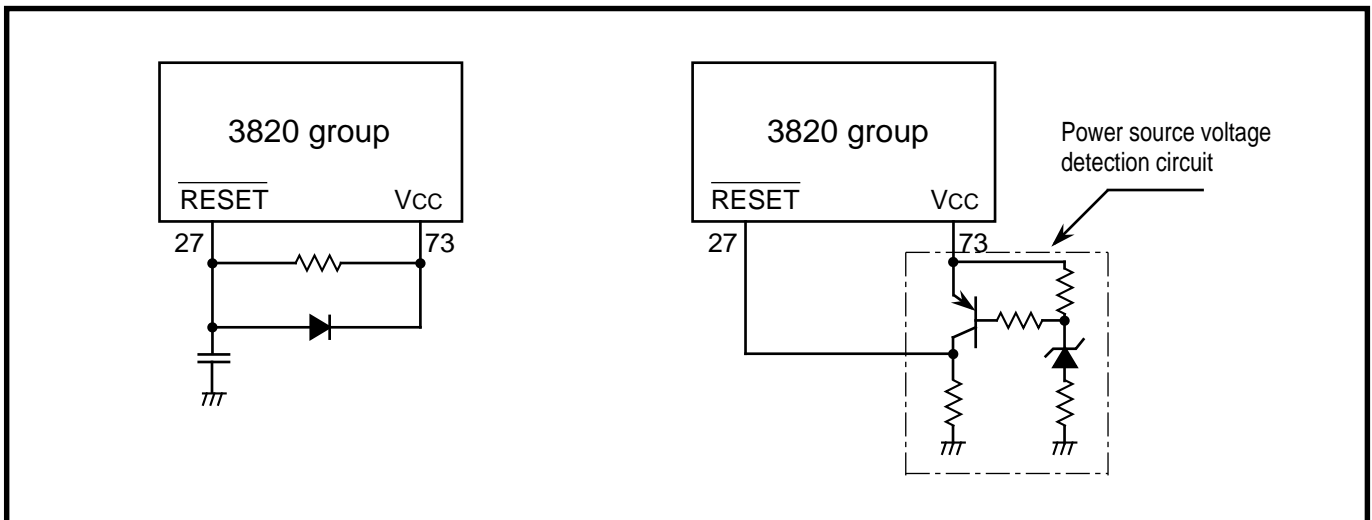 3820 group
RESET
VCC
27
73
3820 group
RESET
VCC
27
73
Power source voltage
detection circuit